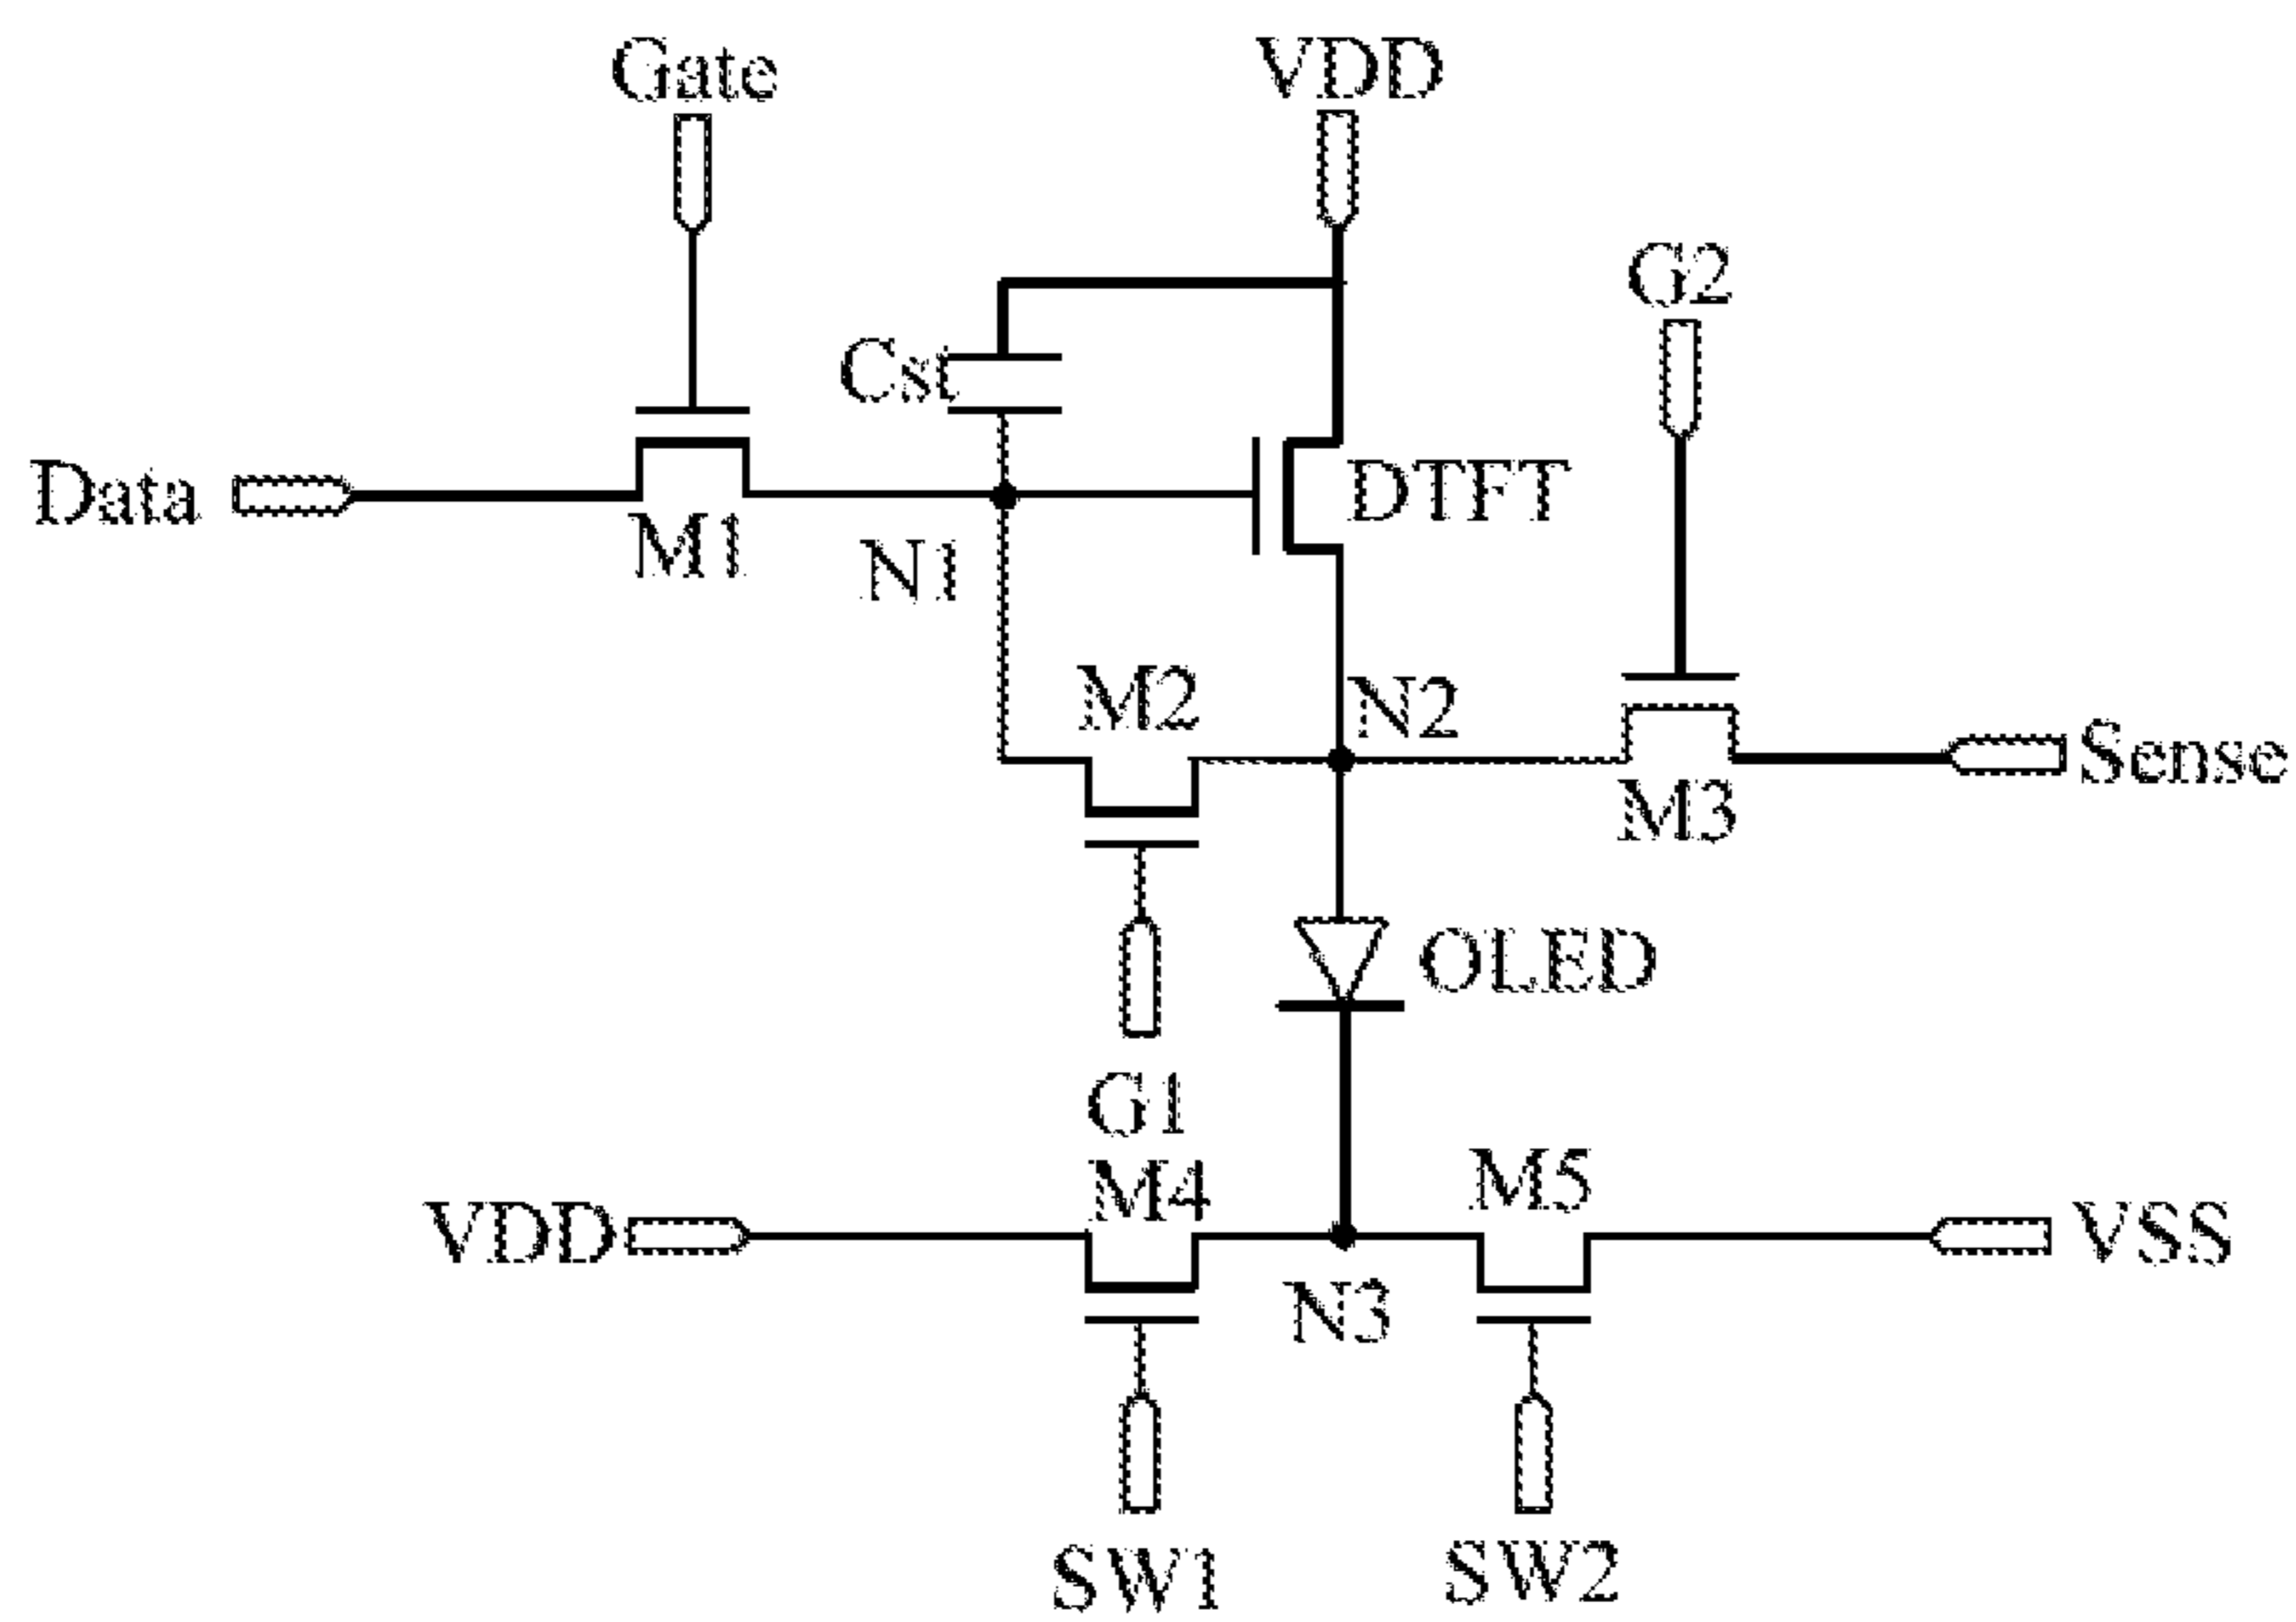 Gate
VDD
G2
Cst
Data
DTFT
M1
N1
M2
N2
Sense
M3
OLED
G1
M4
M5
VDD
VSS
N3
SW1
SW2